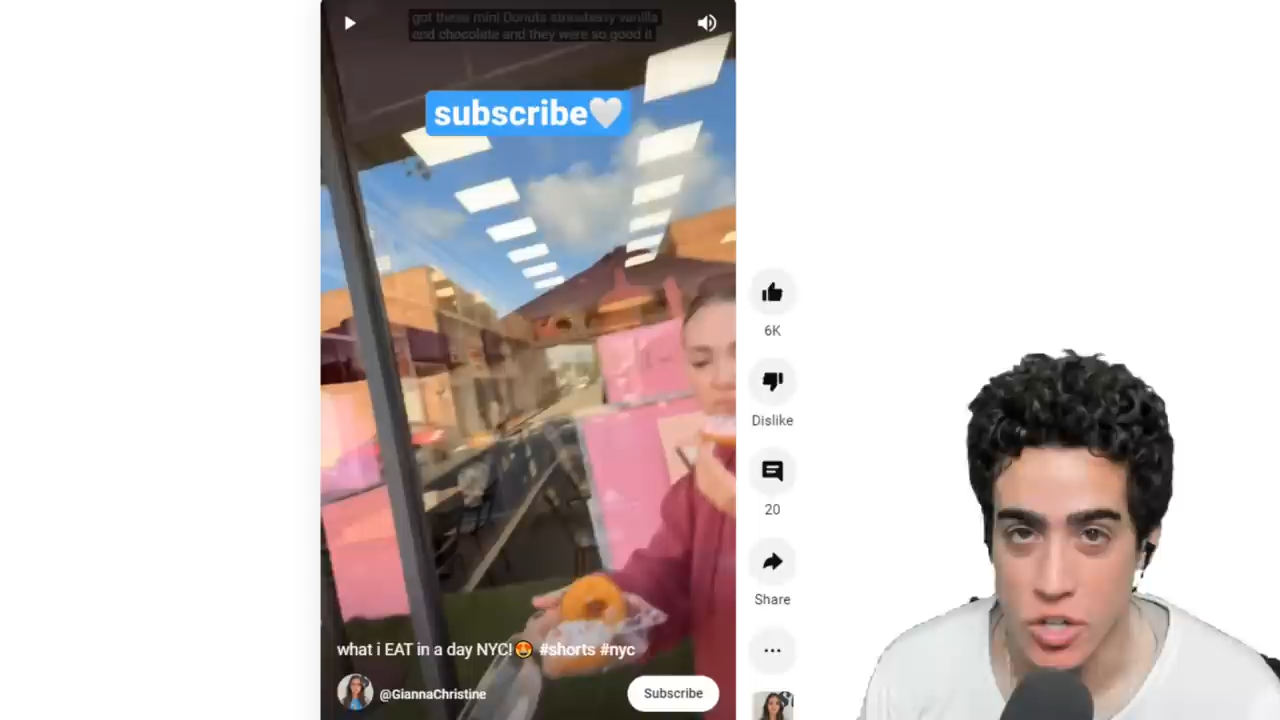 got these mini Donuts strawberry vanilla
and chocolate and they were so good it
subscribe🤍
6K
Dislike
20
Share
what i EAT in a day NYC!🤩 #shorts #nyc
@GiannaChristine
Subscribe